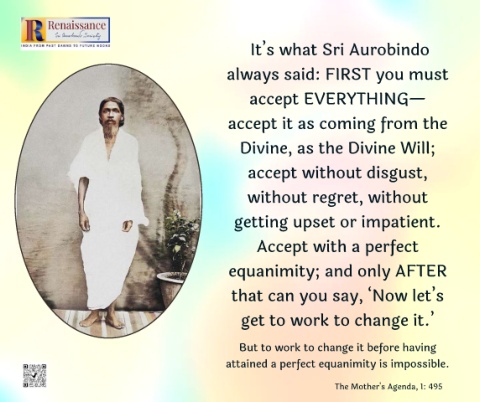 Renaissance
Sri Aurobindo Society
INDIA FROM PAST DAWNS TO FUTURE NOONS
It's what Sri Aurobindo
always said: FIRST you must
accept EVERYTHING—
accept it as coming from the
Divine, as the Divine Will;
accept without disgust,
without regret, without
getting upset or impatient.
Accept with a perfect
equanimity; and only AFTER
that can you say, ‘Now let's
get to work to change it.’
But to work to change it before having
attained a perfect equanimity is impossible.
The Mother's Agenda, 1: 495